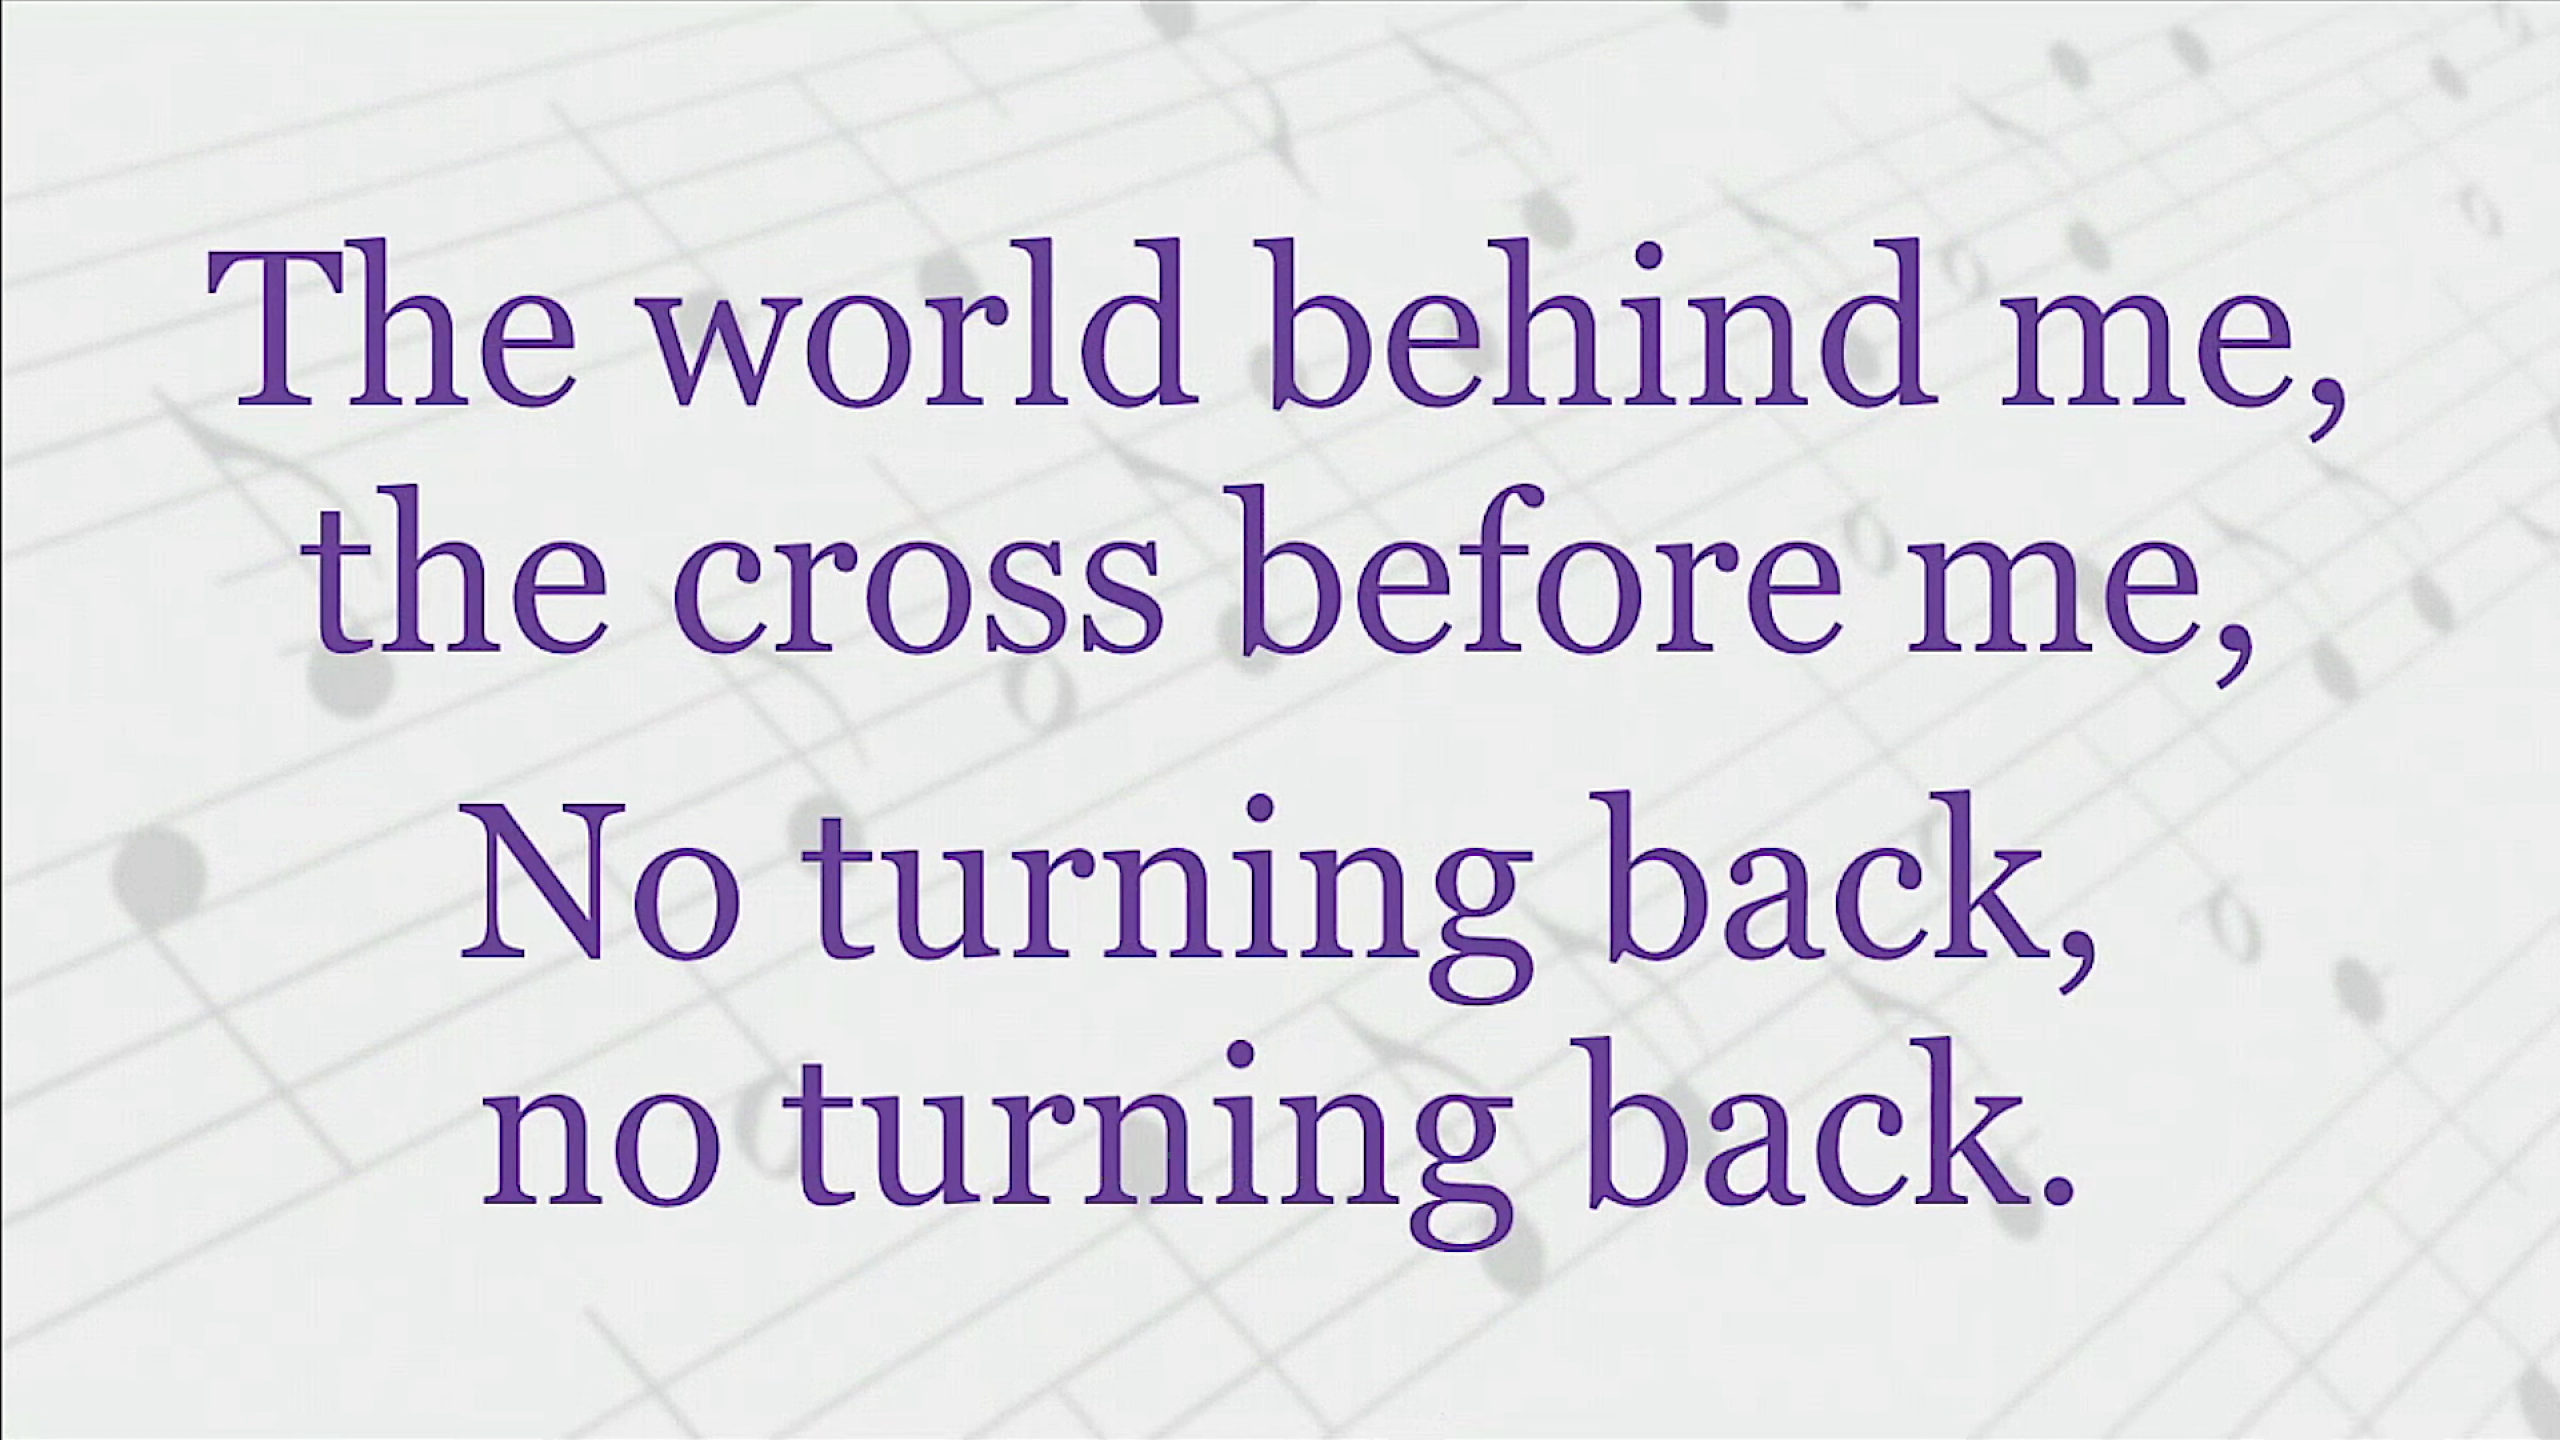 The world behind me,
the cross before me,
No turning back,
no turning back.